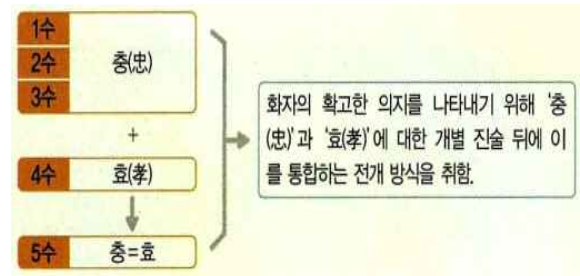 1수
2수
3수
충(忠)
+
4수
효(孝)
5수
충=효
화자의 확고한 의지를 나타내기 위해 '충
(忠)'과 '효(孝)'에 대한 개별 진술 뒤에 이
를 통합하는 전개 방식을 취함.